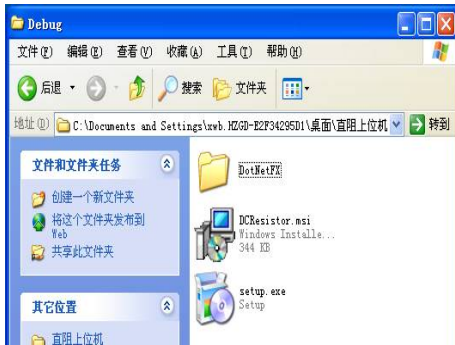 Debug
文件(F) 编辑(E) 查看(V) 收藏(A) 工具(T) 帮助(H)
后退 搜索 文件夹
地址(D) C:\Documents and Settings\xwb.HZGD-E2F34295D1\桌面\直阻上位机 转到
文件和文件夹任务
创建一个新文件夹
将这个文件夹发布到
Web
共享此文件夹
其它位置
直阻上位机
DotNetFX
DCResistor.msi
Windows Installe...
344 KB
setup.exe
Setup